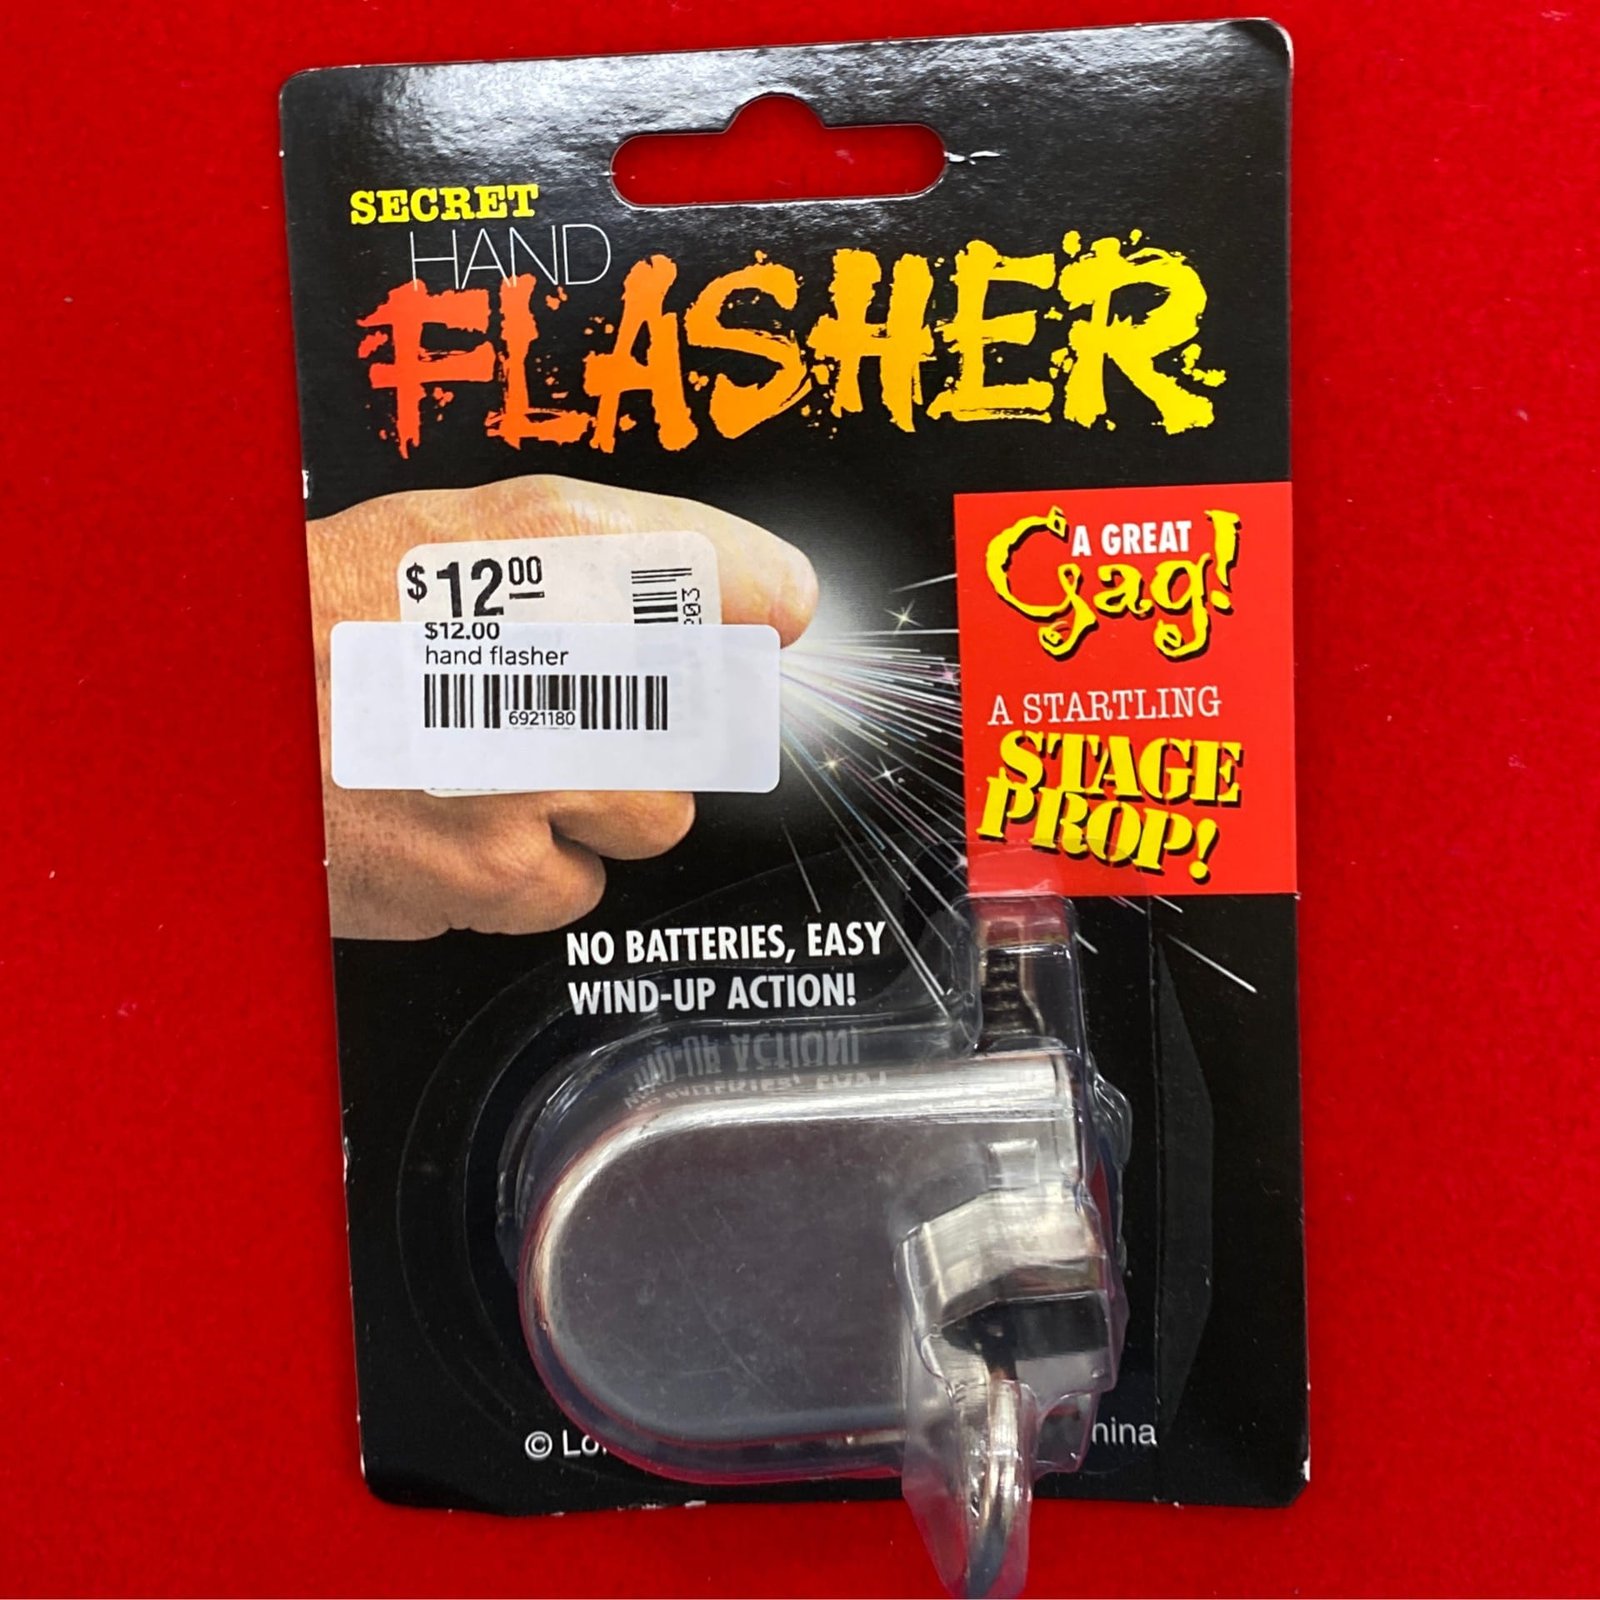 SECRET
HAND
FLASHER
A GREAT
Gag!
A STARTLING
STAGE
PROP!
$12.00
203
$12.00
hand flasher
6921180
NO BATTERIES, EASY
WIND-UP ACTION!
©